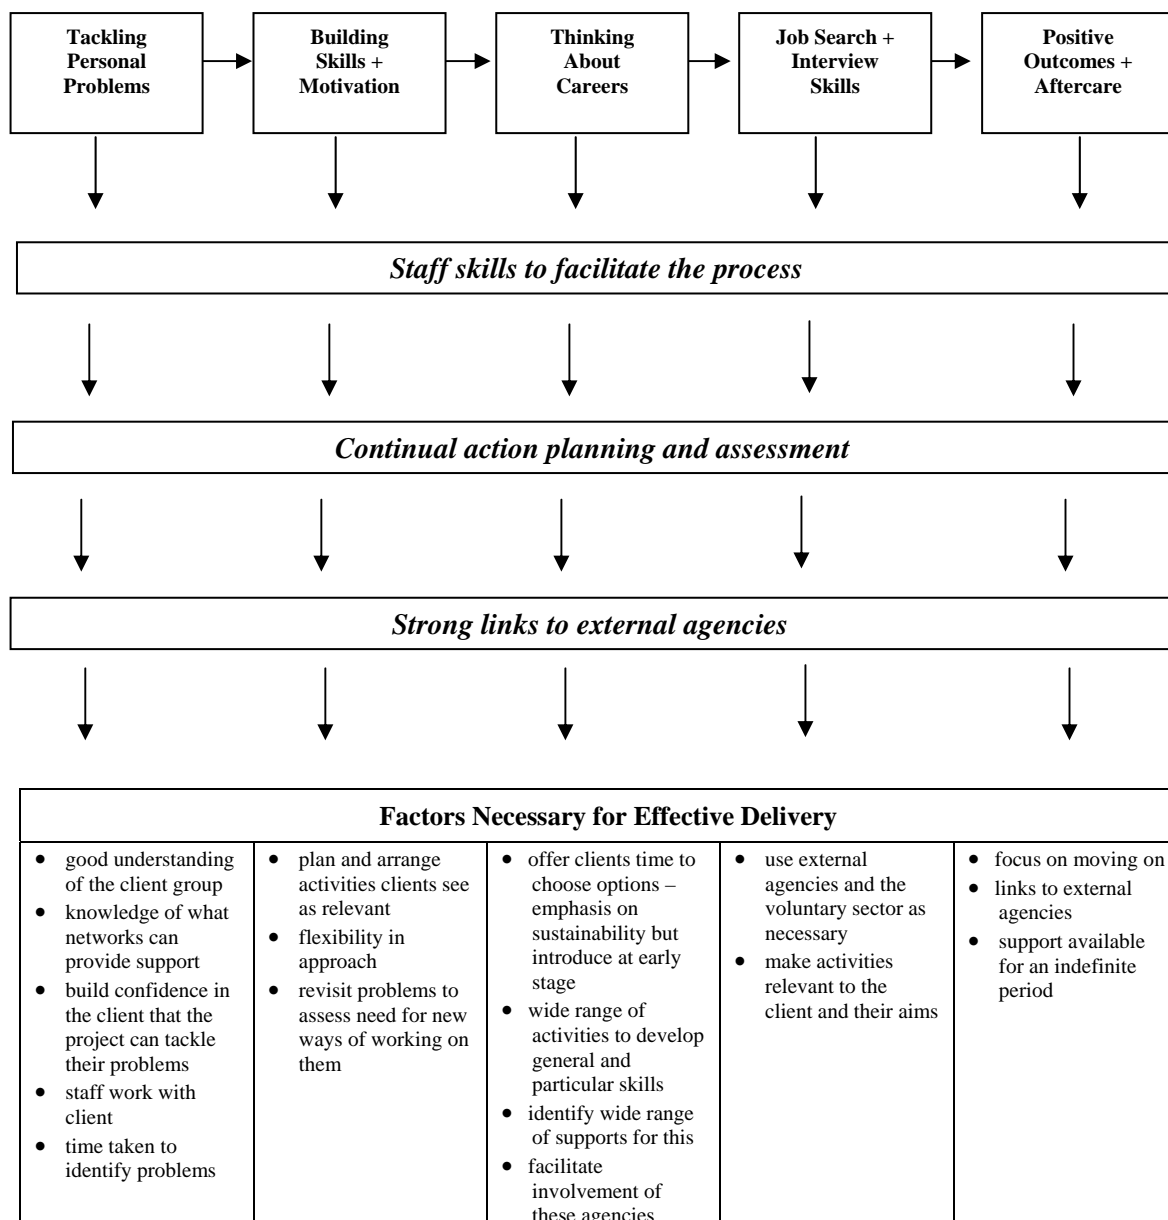 Tackling
Personal
Problems
Building
Skills +
Motivation
Thinking
About
Careers
Job Search +
Interview
Skills
Positive
Outcomes +
Aftercare
Staff skills to facilitate the process
Continual action planning and assessment
Strong links to external agencies
Factors Necessary for Effective Delivery
• good understanding
of the client group
• knowledge of what
networks can
provide support
• build confidence in
the client that the
project can tackle
their problems
• staff work with
client
• time taken to
identify problems
• plan and arrange
activities clients see
as relevant
• flexibility in
approach
• revisit problems to
assess need for new
ways of working on
them
• offer clients time to
choose options –
emphasis on
sustainability but
introduce at early
stage
• wide range of
activities to develop
general and
particular skills
• identify wide range
of supports for this
• facilitate
involvement of
these agencies
• use external
agencies and the
voluntary sector as
necessary
• make activities
relevant to the
client and their aims
• focus on moving on
• links to external
agencies
• support available
for an indefinite
period